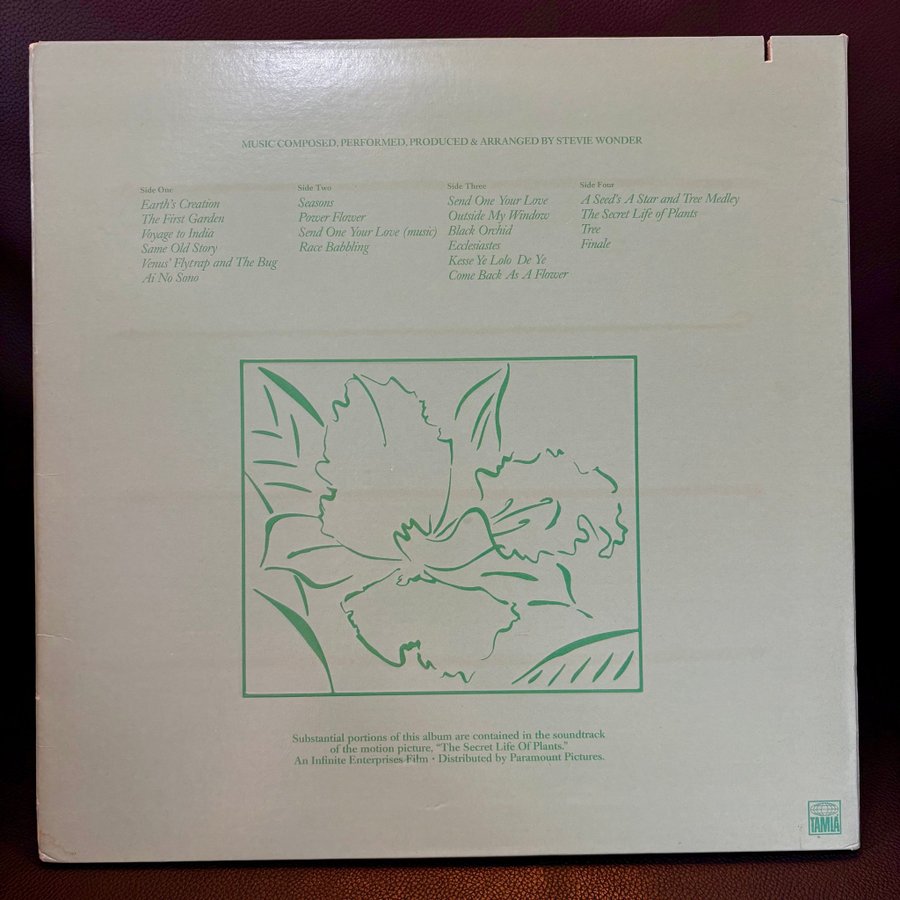 MUSIC COMPOSED, PERFORMED, PRODUCED & ARRANGED BY STEVIE WONDER
Side One
Earth's Creation
The First Garden
Voyage to India
Same Old Story
Venus' Flytrap and The Bug
Ai No Sono
Side Two
Seasons
Power Flower
Send One Your Love (music)
Race Babbling
Side Three
Send One Your Love
Outside My Window
Black Orchid
Ecclesiastes
Kesse Ye Lolo De Ye
Come Back As A Flower
Side Four
A Seed's A Star and Tree Medley
The Secret Life of Plants
Tree
Finale
Substantial portions of this album are contained in the soundtrack
of the motion picture, "The Secret Life Of Plants."
An Infinite Enterprises Film · Distributed by Paramount Pictures.
TAMLA